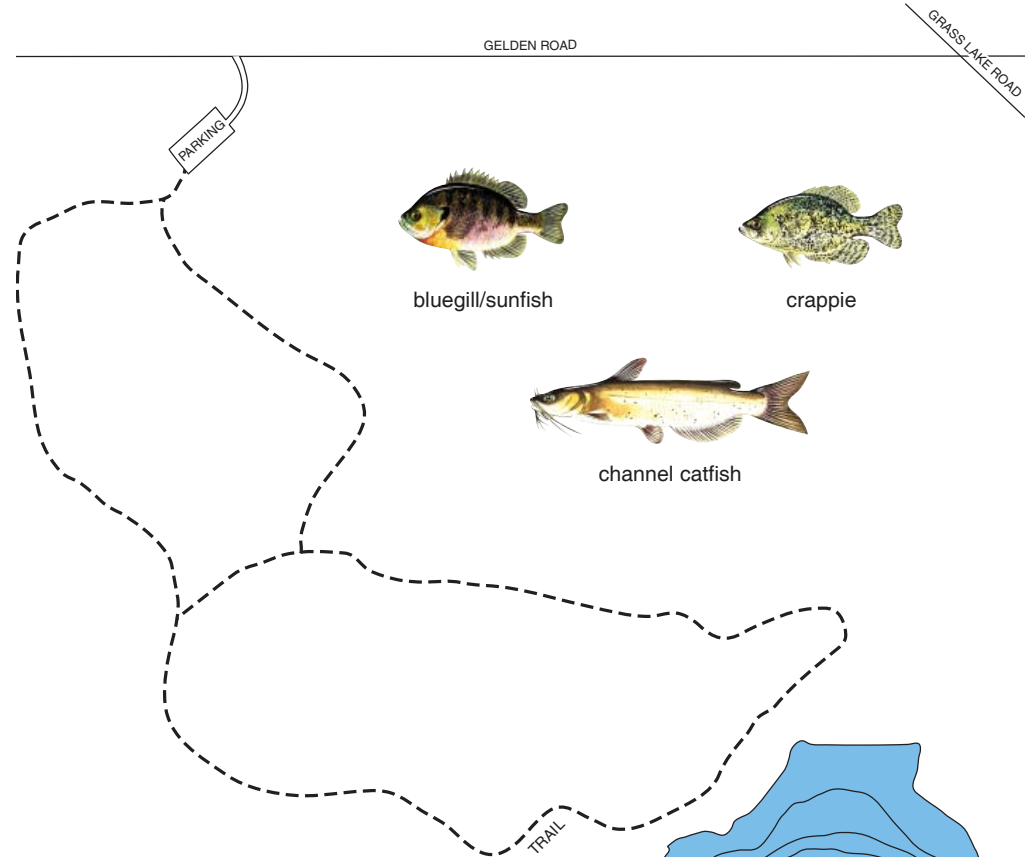 GELDEN ROAD
GRASS LAKE ROAD
PARKING
bluegill/sunfish
crappie
channel catfish
TRAIL